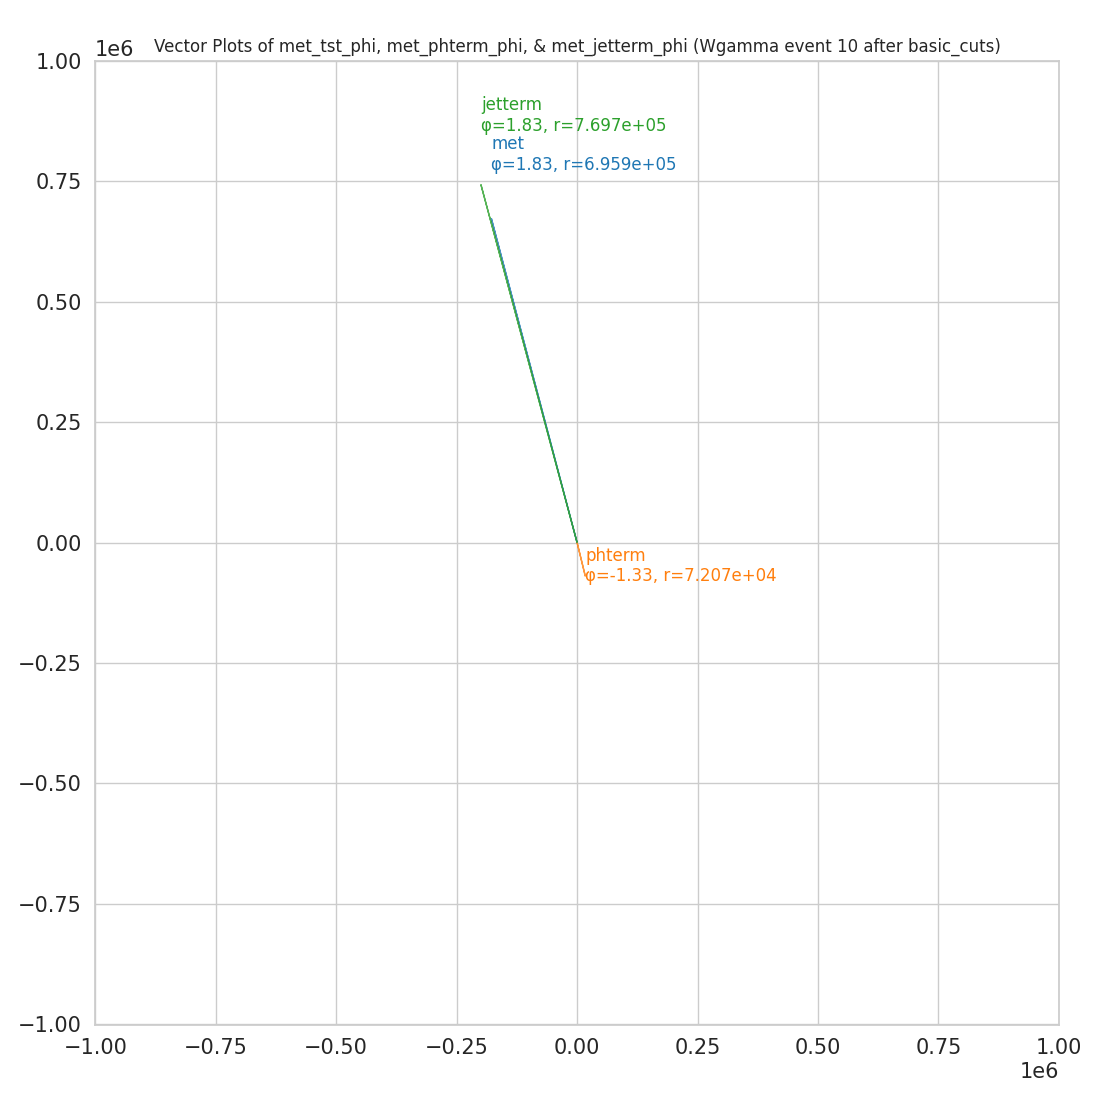 Vector Plots of met_tst_phi, met_phterm_phi, & met_jetterm_phi (Wgamma event 10 after basic_cuts)
1e6
1.00
jetterm
φ=1.83, r=7.697e+05
met
φ=1.83, r=6.959e+05
0.75
0.50
0.25
0.00
phterm
φ=-1.33, r=7.207e+04
−0.25
−0.50
−0.75
−1.00
−1.00 −0.75 −0.50 −0.25 0.00 0.25 0.50 0.75 1.00
1e6